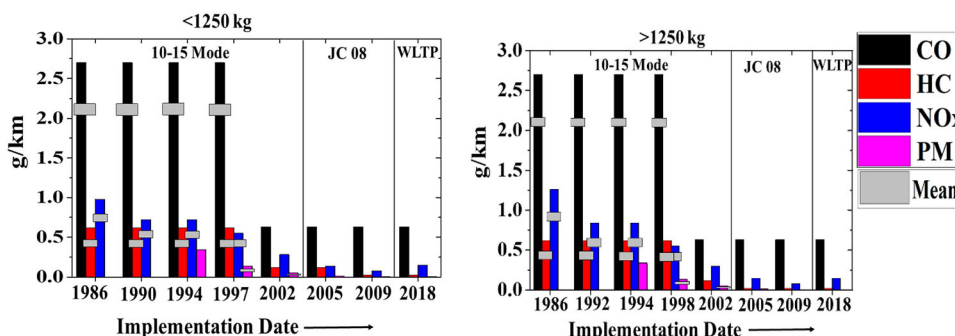 <1250 kg
3.0
2.5
2.0
1.5
1.0
0.5
0.0
g/km
10-15 Mode
JC 08
WLTP
1986 1990 1994 1997 2002 2005 2009 2018
Implementation Date
>1250 kg
3.0
2.5
2.0
1.5
1.0
0.5
0.0
g/km
10-15 Mode
JC 08
WLTP
1986 1992 1994 1998 2002 2005 2009 2018
Implementation Date
CO
HC
NOx
PM
Mean